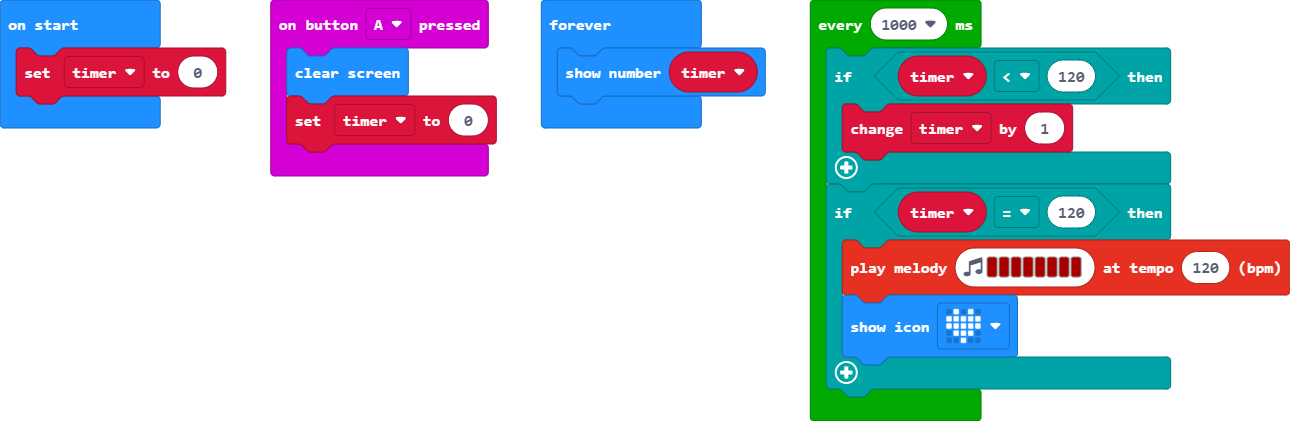 on start
set timer to 0
on button A pressed
clear screen
set timer to 0
forever
show number timer
every 1000 ms
if timer < 120 then
change timer by 1
if timer = 120 then
play melody at tempo 120 (bpm)
show icon